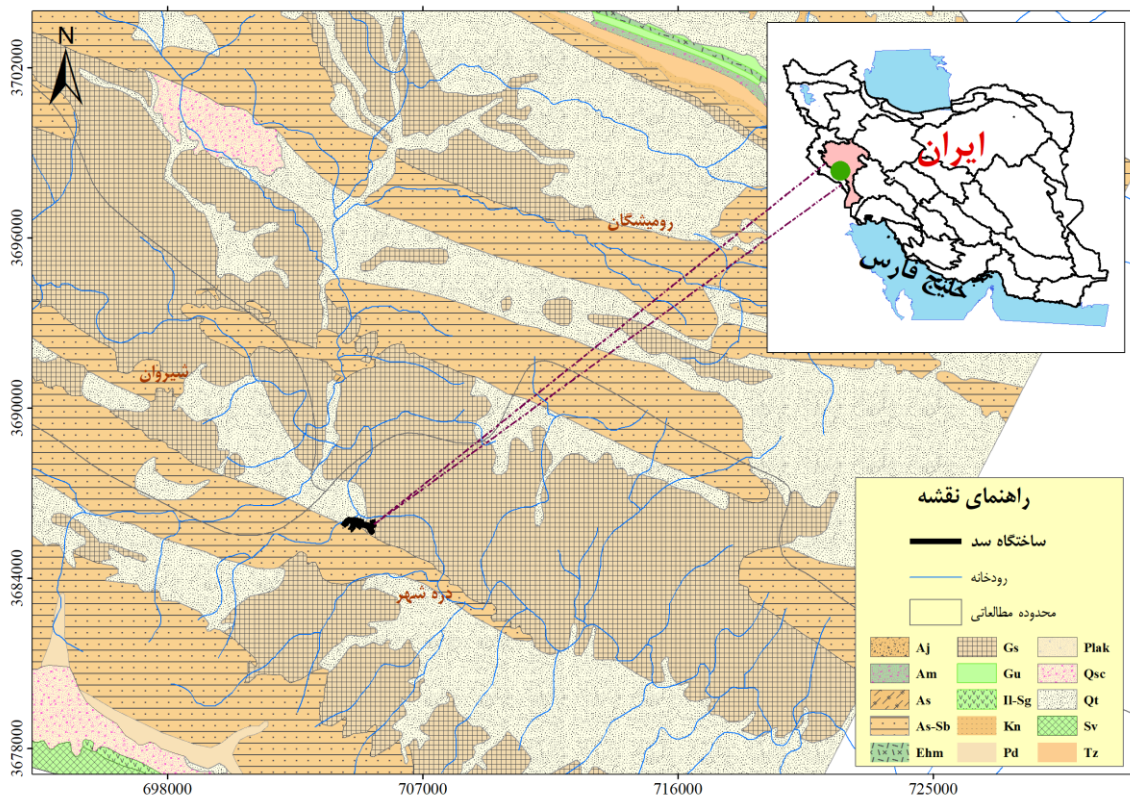 N
3702000
3696000
3690000
3684000
3678000
698000
707000
716000
725000
رومیشگان
شیروان
دره شهر
ایران
خلیج فارس
راهنمای نقشه
ساختگاه سد
رودخانه
محدوده مطالعاتی
Aj
Gs
Plak
Am
Gu
Qsc
As
Il-Sg
Qt
As-Sb
Kn
Sv
Ehm
Pd
Tz